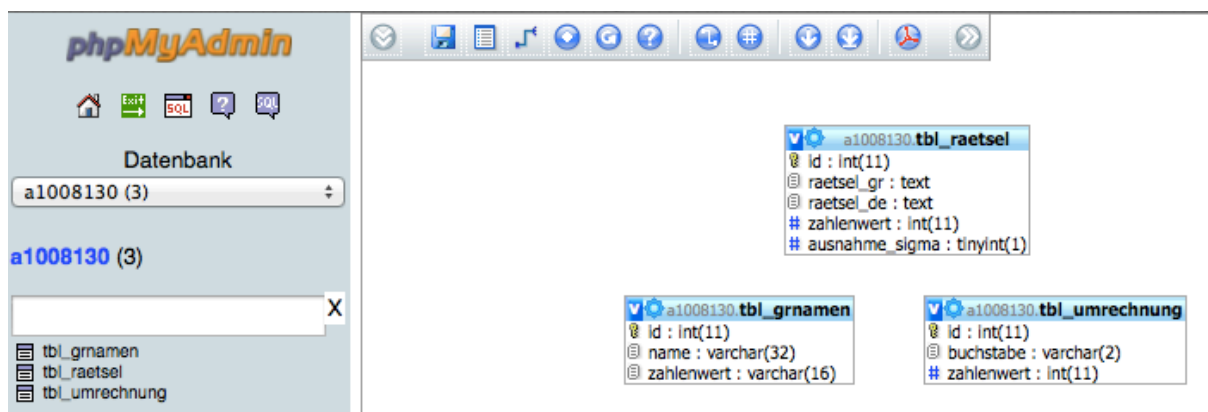 phpMyAdmin
Exit
SQL
?
SQL
Datenbank
a1008130 (3)
a1008130 (3)
X
tbl_grnamen
tbl_raetsel
tbl_umrechnung
G
?
#
v a1008130.tbl_raetsel
id : int(11)
raetsel_gr : text
raetsel_de : text
# zahlenwert : int(11)
# ausnahme_sigma : tinyint(1)
v a1008130.tbl_grnamen
id : int(11)
name : varchar(32)
zahlenwert : varchar(16)
v a1008130.tbl_umrechnung
id : int(11)
buchstabe : varchar(2)
# zahlenwert : int(11)